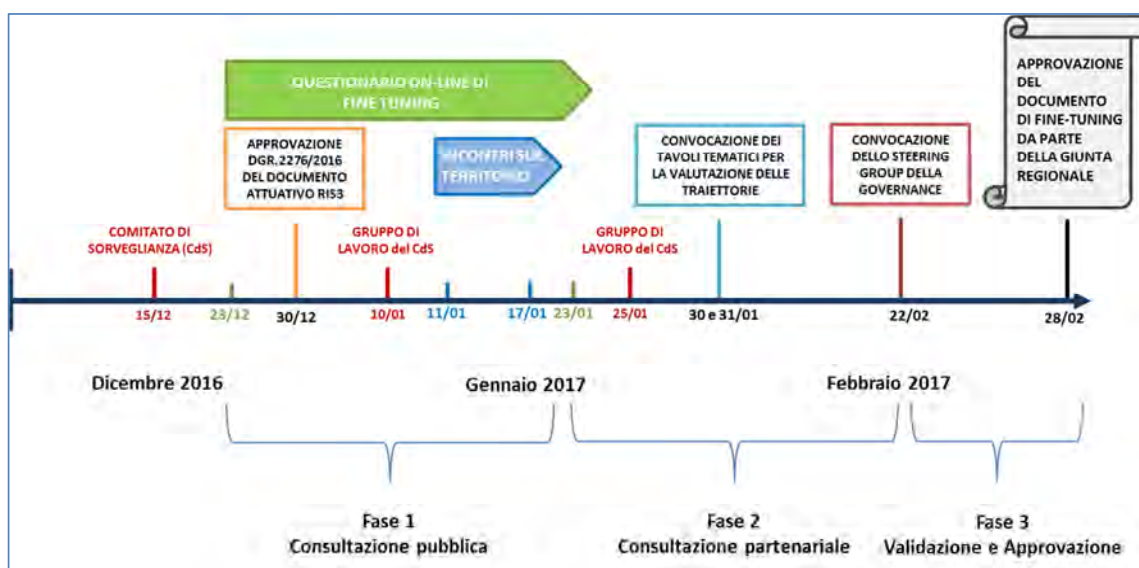 QUESTIONARIO ON-LINE DI
FINE TUNING
APPROVAZIONE
DGR.2276/2016
DEL DOCUMENTO
ATTUATIVO RIS3
INCONTRI SUL
TERRITORIO
CONVOCAZIONE DEI
TAVOLI TEMATICI PER
LA VALUTAZIONE DELLE
TRAIETTORIE
CONVOCAZIONE
DELLO STEERING
GROUP DELLA
GOVERNANCE
APPROVAZIONE
DEL
DOCUMENTO
DI FINE-TUNING
DA PARTE
DELLA GIUNTA
REGIONALE
COMITATO DI
SORVEGLIANZA (CdS)
GRUPPO DI
LAVORO del CdS
GRUPPO DI
LAVORO del CdS
15/12
23/12
30/12
10/01
11/01
17/01
23/01
25/01
30 e 31/01
22/02
28/02
Dicembre 2016
Gennaio 2017
Febbraio 2017
Fase 1
Consultazione pubblica
Fase 2
Consultazione partenariale
Fase 3
Validazione e Approvazione